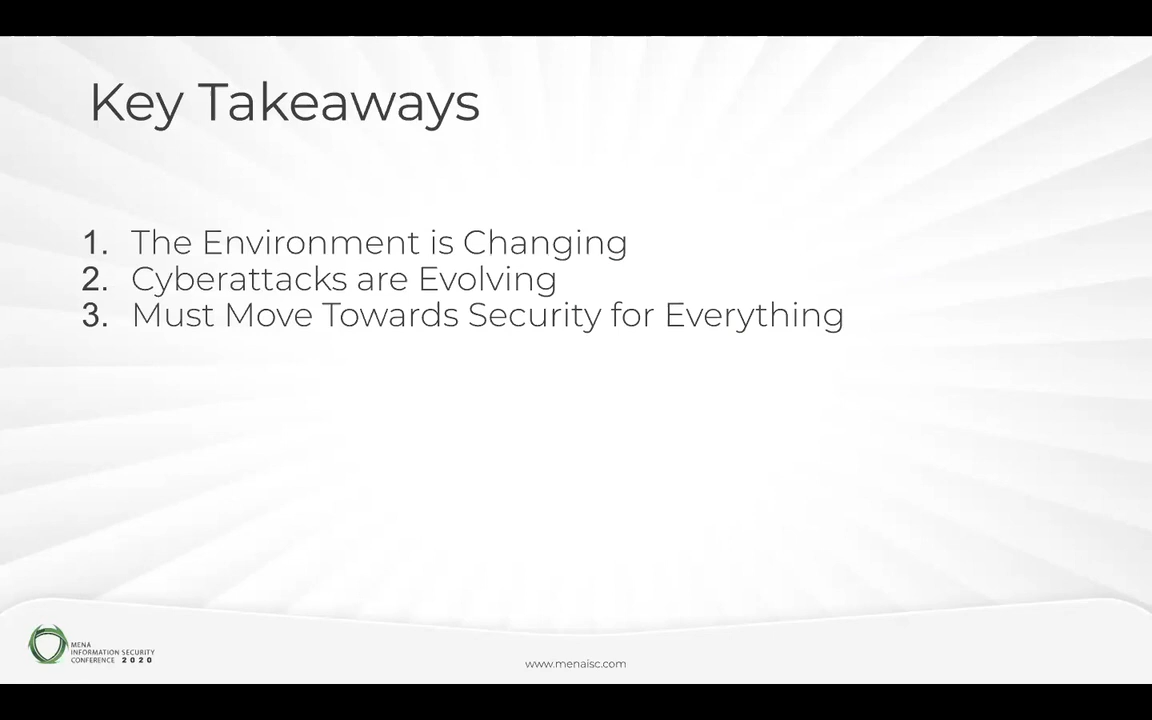 Key Takeaways
1. The Environment is Changing
2. Cyberattacks are Evolving
3. Must Move Towards Security for Everything
MENA
INFORMATION SECURITY
CONFERENCE 2020
www.menaisc.com